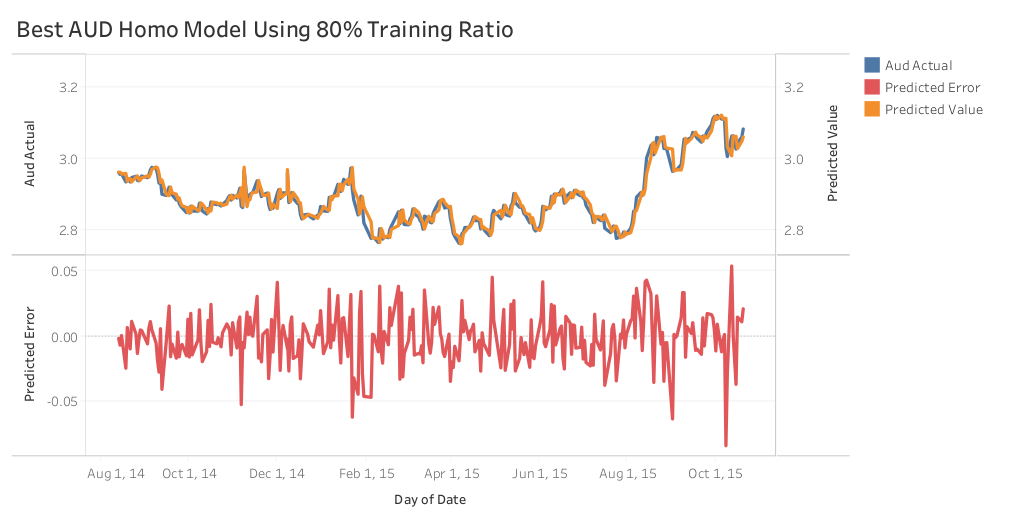 Best AUD Homo Model Using 80% Training Ratio
Aud Actual
3.2
3.0
2.8
3.2
3.0
2.8
Predicted Value
Aud Actual
Predicted Error
Predicted Value
Predicted Error
0.05
0.00
-0.05
Aug 1, 14 Oct 1, 14 Dec 1, 14 Feb 1, 15 Apr 1, 15 Jun 1, 15 Aug 1, 15 Oct 1, 15
Day of Date